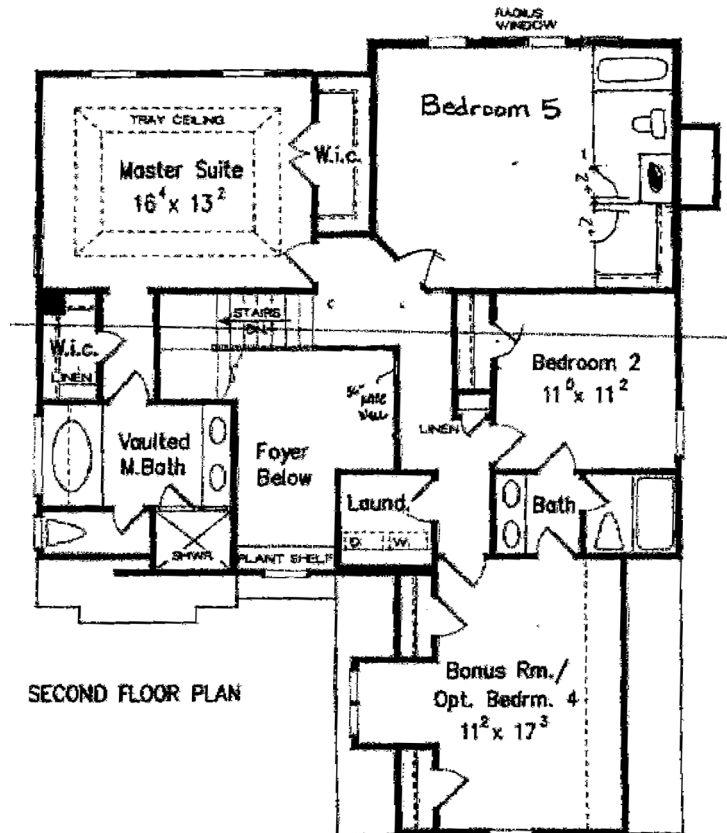 RADIUS
WINDOW
Bedroom 5
TRAY CEILING
Master Suite
16⁴ x 13²
W.i.c.
STAIRS
DN
W.i.c.
LINEN
Bedroom 2
11⁰ x 11²
LINEN
Vaulted
M.Bath
Foyer
Below
Laund.
D.
W.
Bath
SHWR
PLANT SHELF
SECOND FLOOR PLAN
Bonus Rm./
Opt. Bedrm. 4
11² x 17³